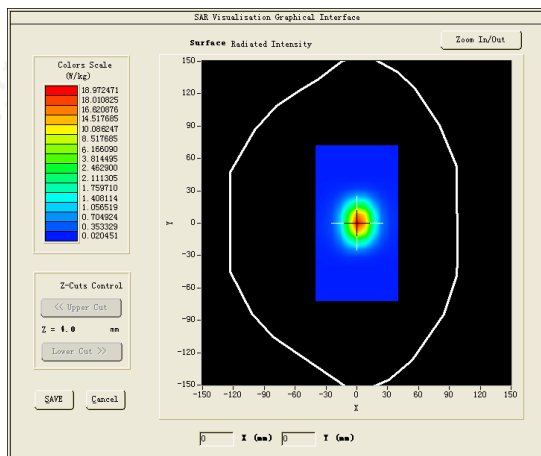 SAR Visualisation Graphical Interface
Surface Radiated Intensity
Zoom In/Out
Colors Scale
(W/kg)
18.972471
18.010825
16.620876
14.517685
10.086247
8.517685
6.166090
3.814495
2.462900
2.111305
1.759710
1.408114
1.056519
0.704924
0.353329
0.020451
150
120
90
60
30
0
-30
-60
-90
-120
-150
Y
-150 -120 -90 -60 -30 0 30 60 90 120 150
X
Z-Cuts Control
<< Upper Cut
Z = 4.0 mm
Lower Cut >>
SAVE
Cancel
0 X (mm) 0 Y (mm)